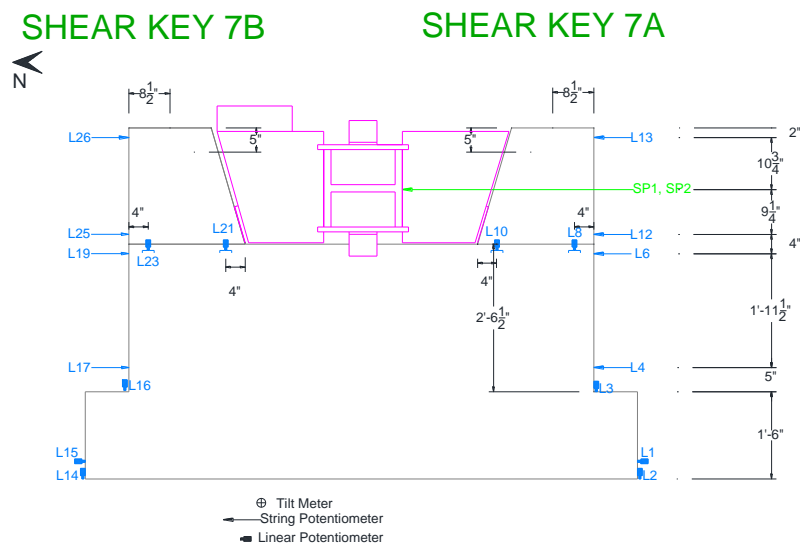 SHEAR KEY 7B SHEAR KEY 7A
N
8 1/2" 8 1/2"
L26 5" 5" L13 2"
10 3/4"
SP1, SP2
4" 4" 9 1/4"
L25 L21 L10 L8 L12
L19 L23 L6 4"
4" 4"
2'-6 1/2" 1'-11 1/2"
L17 L4
L16 L3 5"
1'-6"
L15 L1
L14 L2
Tilt Meter
String Potentiometer
Linear Potentiometer